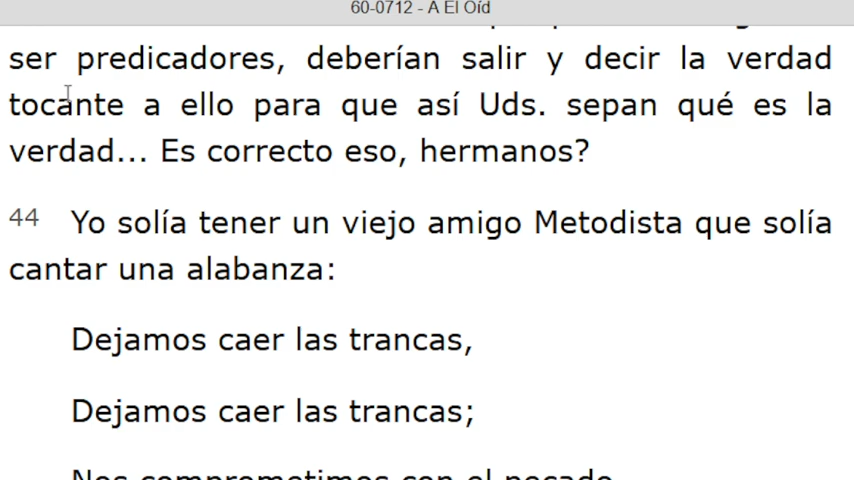 60-0712 - A El Oíd
ser predicadores, deberían salir y decir la verdad
tocante a ello para que así Uds. sepan qué es la
verdad... Es correcto eso, hermanos?
44 Yo solía tener un viejo amigo Metodista que solía
cantar una alabanza:
Dejamos caer las trancas,
Dejamos caer las trancas;
Nos comprometimos con el pecado